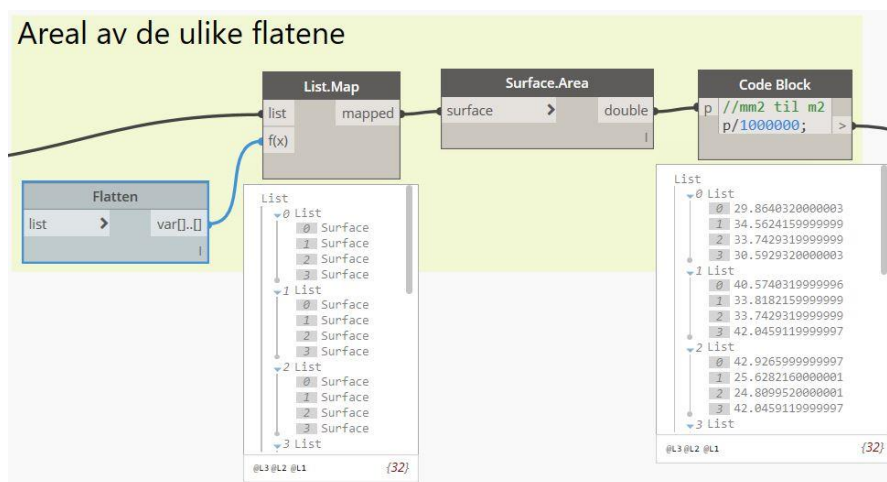 Areal av de ulike flatene
List.Map
list mapped
f(x)
Flatten
list > var[]..[]
l
Surface.Area
surface > double
l
Code Block
p //mm2 til m2
p/1000000; >
List
0 List
0 Surface
1 Surface
2 Surface
3 Surface
1 List
0 Surface
1 Surface
2 Surface
3 Surface
2 List
0 Surface
1 Surface
2 Surface
3 Surface
3 List
@L3 @L2 @L1 {32}
List
0 List
0 29.8640320000003
1 34.5624159999999
2 33.7429319999999
3 30.5929320000003
1 List
0 40.5740319999996
1 33.8182159999999
2 33.7429319999999
3 42.0459119999997
2 List
0 42.9265999999997
1 25.6282160000001
2 24.8099520000001
3 42.0459119999997
3 List
@L3 @L2 @L1 {32}